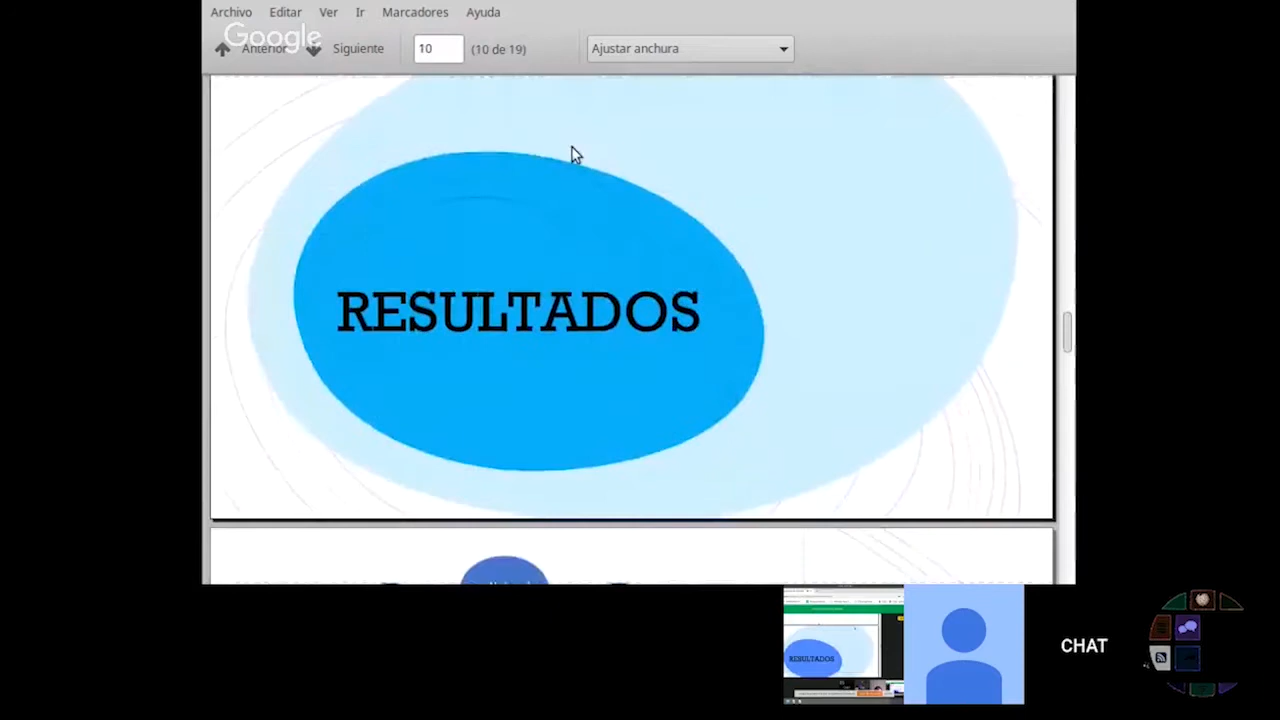 Archivo Editar Ver Ir Marcadores Ayuda
Google
Anterior Siguiente 10 (10 de 19) Ajustar anchura
RESULTADOS
RESULTADOS
CHAT